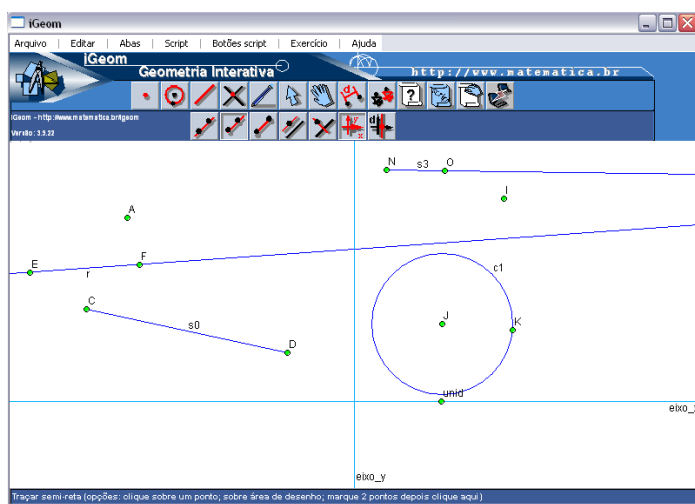 iGeom
Arquivo | Editar | Abas | Script | Botões script | Exercício | Ajuda
iGeom
Geometria Interativa
http://www.matematica.br
iGeom - http://www.matematica.br/igeom
Versão: 3.9.22
N s3 O
I
A
E F
r
C
s0
D
c1
J
K
unid
eixo_x
eixo_y
Traçar semi-reta (opções: clique sobre um ponto; sobre área de desenho; marque 2 pontos depois clique aqui)